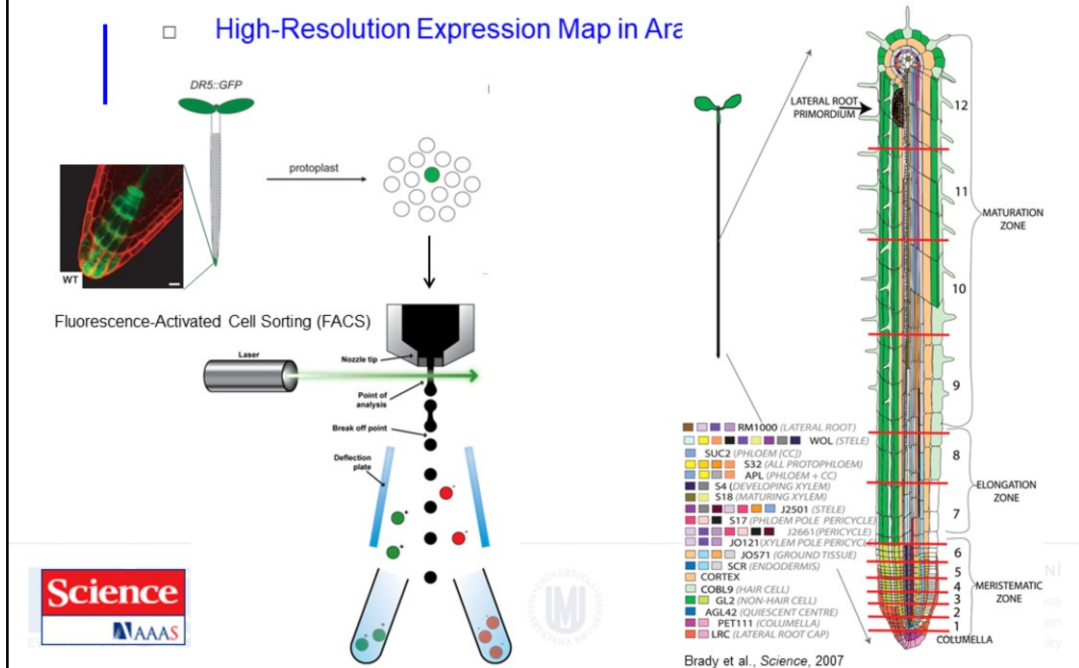 High-Resolution Expression Map in Ara
DR5::GFP
protoplast
WT
Fluorescence-Activated Cell Sorting (FACS)
Laser
Nozzle tip
Point of
analysis
Break off point
Deflection
plate
Science
AAAS
LATERAL ROOT
PRIMORDIUM
12
11
MATURATION
ZONE
10
9
8
ELONGATION
ZONE
7
6
5
4
3
2
1
MERISTEMATIC
ZONE
COLUMELLA
RM1000 (LATERAL ROOT)
WOL (STELE)
SUC2 (PHLOEM [CC])
S32 (ALL PROTOPHLOEM)
APL (PHLOEM + CC)
S4 (DEVELOPING XYLEM)
S18 (MATURING XYLEM)
J2501 (STELE)
S17 (PHLOEM POLE PERICYCLE)
J2661 (PERICYCLE)
JO121 (XYLEM POLE PERICYCLE)
JO571 (GROUND TISSUE)
SCR (ENDODERMIS)
CORTEX
COBL9 (HAIR CELL)
GL2 (NON-HAIR CELL)
AGL42 (QUIESCENT CENTRE)
PET111 (COLUMELLA)
LRC (LATERAL ROOT CAP)
Brady et al., Science, 2007